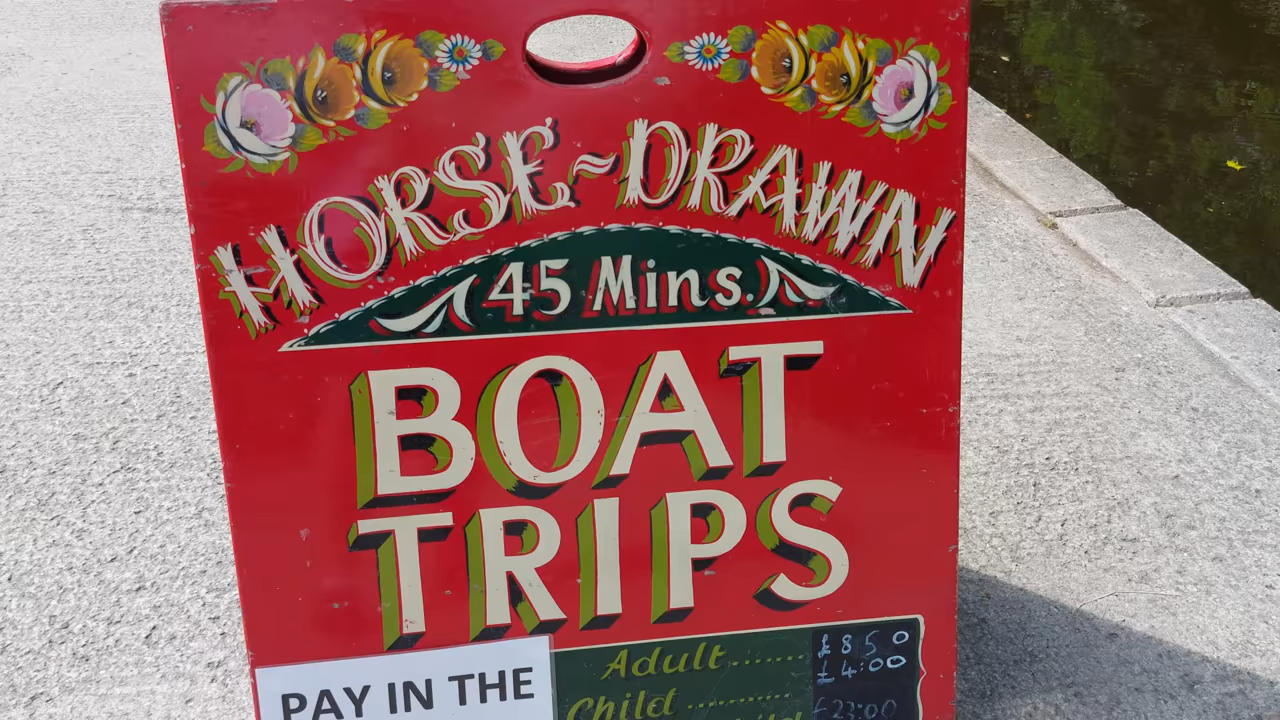 HORSE~DRAWN
45 Mins.
BOAT
TRIPS
Adult....... £8 50
Child.......... £4:00
£23:00
PAY IN THE